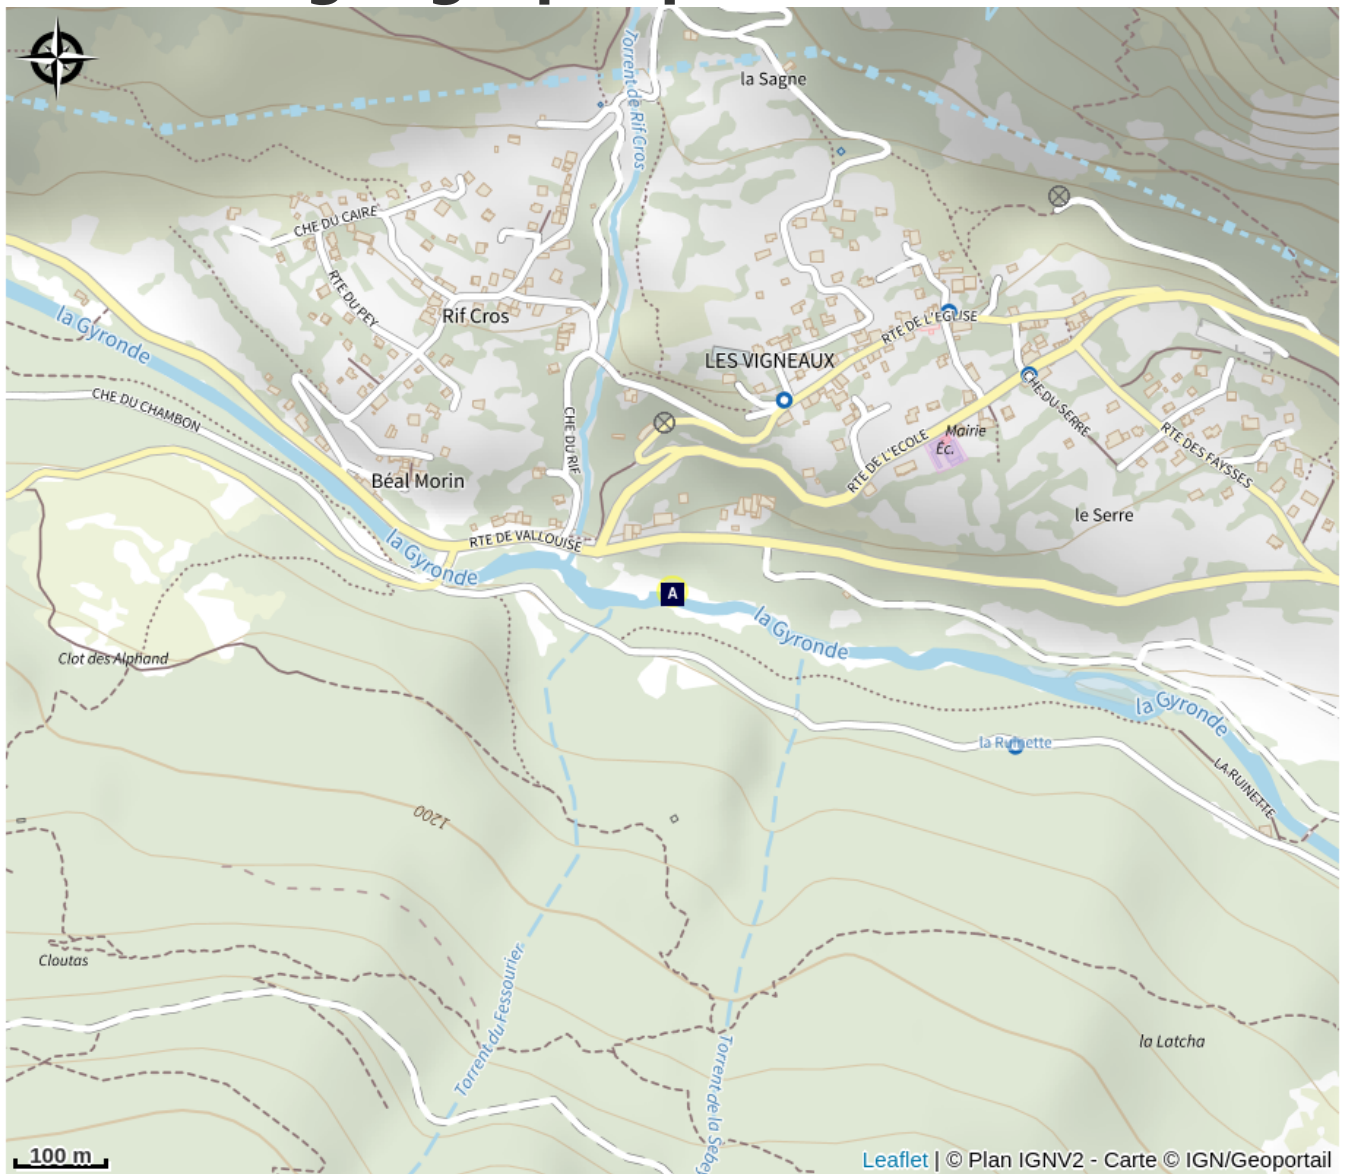 Torrent de Rif Cros
la Sagne
CHE DU CAIRE
RTE DU PEY
Rif Cros
la Gyronde
RTE DE L'EGLISE
LES VIGNEAUX
CHE DU CHAMBON
CHE DU RIF
CHE DU SERRE
Mairie
Éc.
RTE DE L'ECOLE
RTE DES FAYSSES
Béal Morin
le Serre
RTE DE VALLOUISE
la Gyronde
A
la Gyronde
Clot des Alphand
la Gyronde
la Ruinette
LA RUINETTE
1200
Cloutas
Torrent du Fessourier
la Latcha
Torrent de la Sebey
100 m
Leaflet | © Plan IGNV2 - Carte © IGN/Geoportail